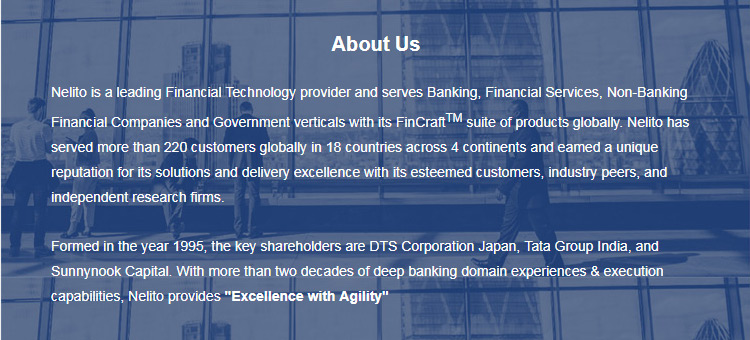 About Us
Nelito is a leading Financial Technology provider and serves Banking, Financial Services, Non-Banking
Financial Companies and Government verticals with its FinCraft™ suite of products globally. Nelito has
served more than 220 customers globally in 18 countries across 4 continents and earned a unique
reputation for its solutions and delivery excellence with its esteemed customers, industry peers, and
independent research firms.
Formed in the year 1995, the key shareholders are DTS Corporation Japan, Tata Group India, and
Sunnynook Capital. With more than two decades of deep banking domain experiences & execution
capabilities, Nelito provides "Excellence with Agility"